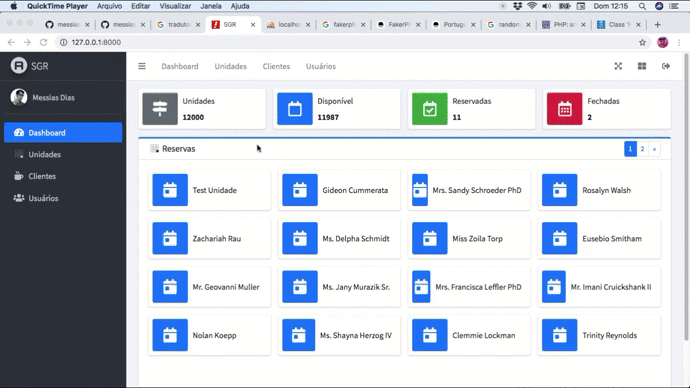 QuickTime Player Arquivo Editar Visualizar Janela Ajuda Dom 12:15
messias messias traduto SGR localhos fakerph FakerPH Portugu random PHP: ar Class 'F
127.0.0.1:8000
SGR
Dashboard Unidades Clientes Usuários
Messias Dias
Dashboard
Unidades
Clientes
Usuários
Unidades
12000
Disponível
11987
Reservadas
11
Fechadas
2
Reservas
1 2 »
Test Unidade
Gideon Cummerata
Mrs. Sandy Schroeder PhD
Rosalyn Walsh
Zachariah Rau
Ms. Delpha Schmidt
Miss Zoila Torp
Eusebio Smitham
Mr. Geovanni Muller
Ms. Jany Murazik Sr.
Mrs. Francisca Leffler PhD
Mr. Imani Cruickshank II
Nolan Koepp
Ms. Shayna Herzog IV
Clemmie Lockman
Trinity Reynolds